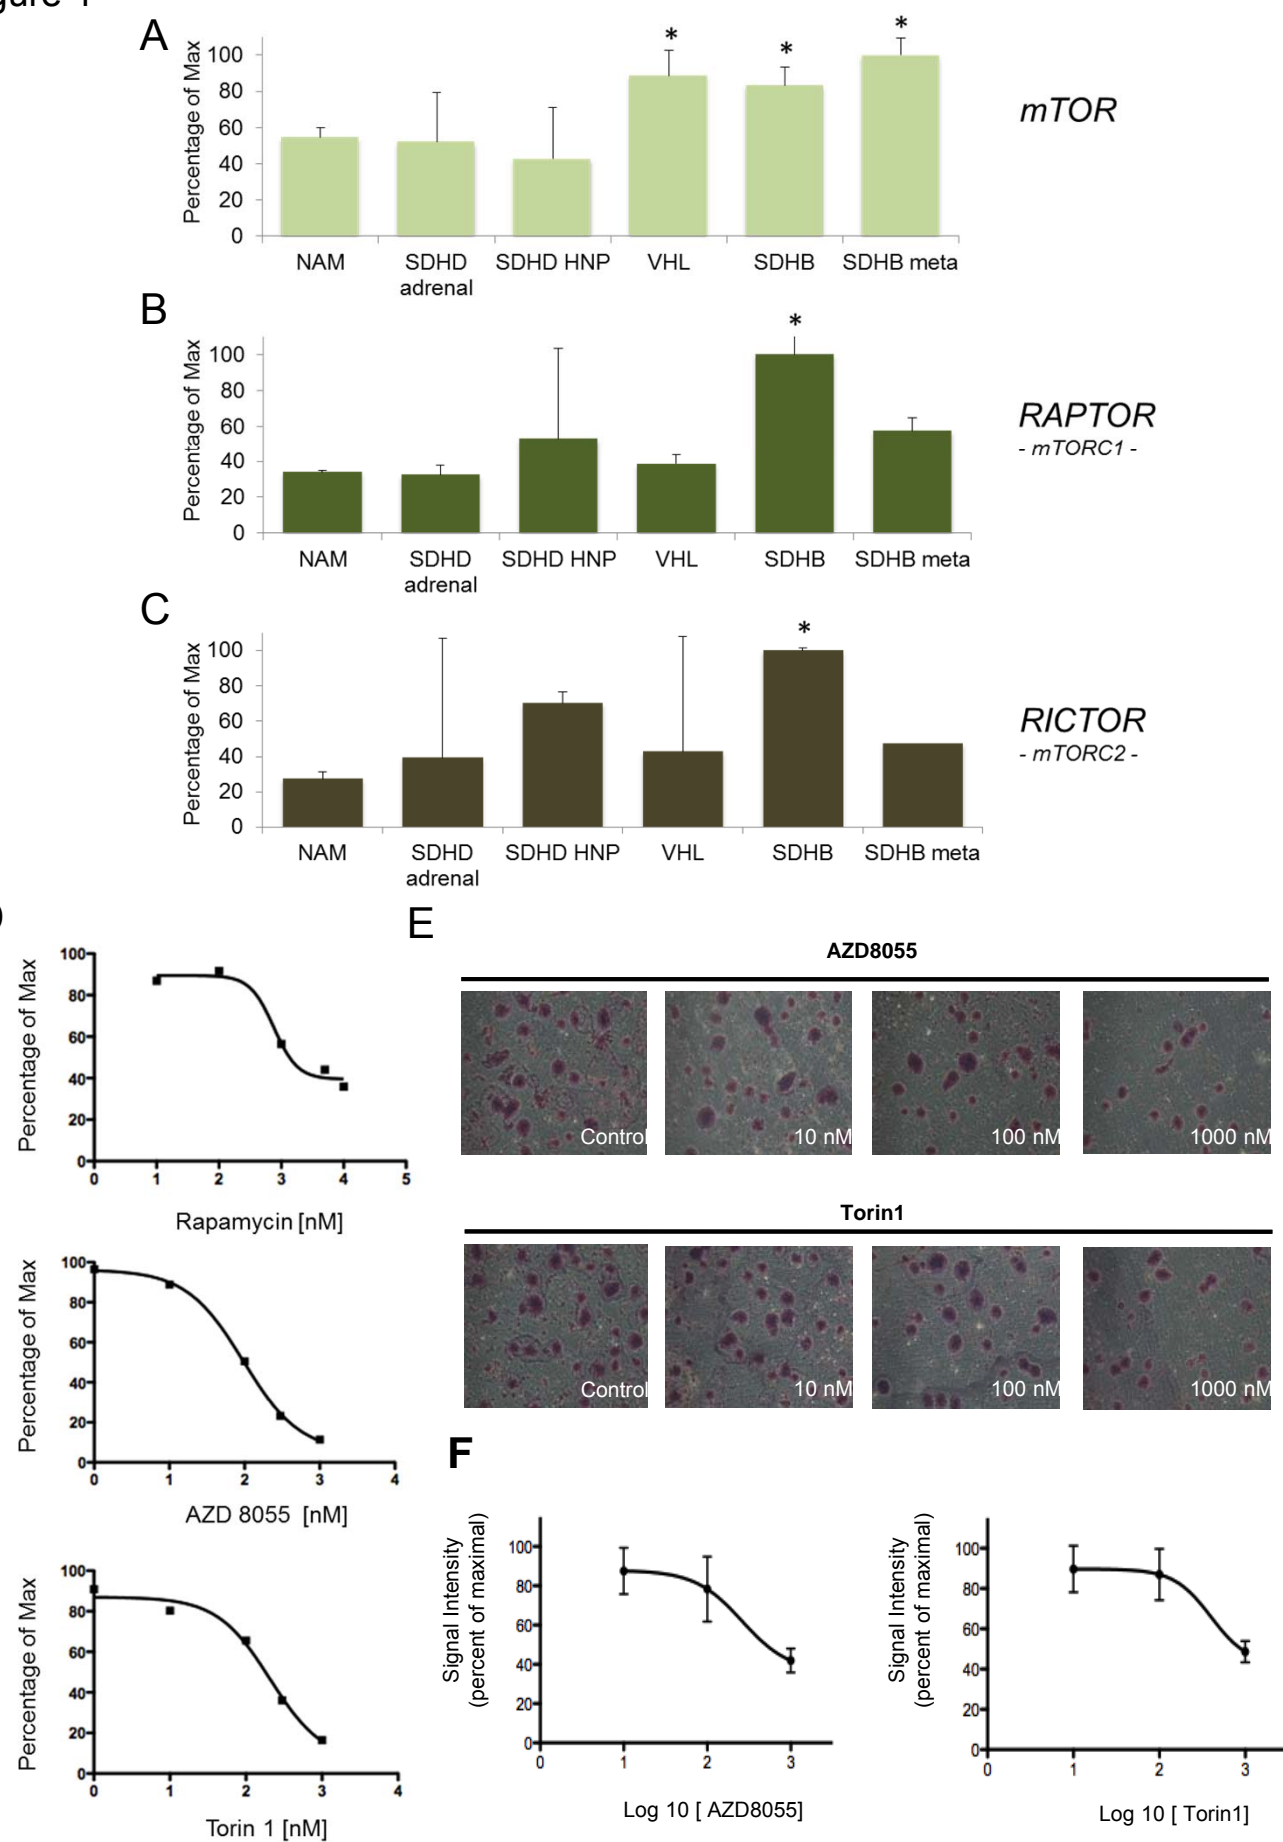 A
Percentage of Max
100
80
60
40
20
0
*
*
*
NAM
SDHD
adrenal
SDHD HNP
VHL
SDHB
SDHB meta
mTOR
B
Percentage of Max
100
80
60
40
20
0
*
NAM
SDHD
adrenal
SDHD HNP
VHL
SDHB
SDHB meta
RAPTOR
- mTORC1 -
C
Percentage of Max
100
80
60
40
20
0
*
NAM
SDHD
adrenal
SDHD HNP
VHL
SDHB
SDHB meta
RICTOR
- mTORC2 -
Percentage of Max
100
80
60
40
20
0
0 1 2 3 4 5
Rapamycin [nM]
Percentage of Max
100
80
60
40
20
0
0 1 2 3 4
AZD 8055 [nM]
Percentage of Max
100
80
60
40
20
0
0 1 2 3 4
Torin 1 [nM]
E
AZD8055
Control
10 nM
100 nM
1000 nM
Torin1
Control
10 nM
100 nM
1000 nM
F
Signal Intensity
(percent of maximal)
100
80
60
40
20
0
0 1 2 3
Log 10 [ AZD8055]
Signal Intensity
(percent of maximal)
100
80
60
40
20
0
0 1 2 3
Log 10 [ Torin1]